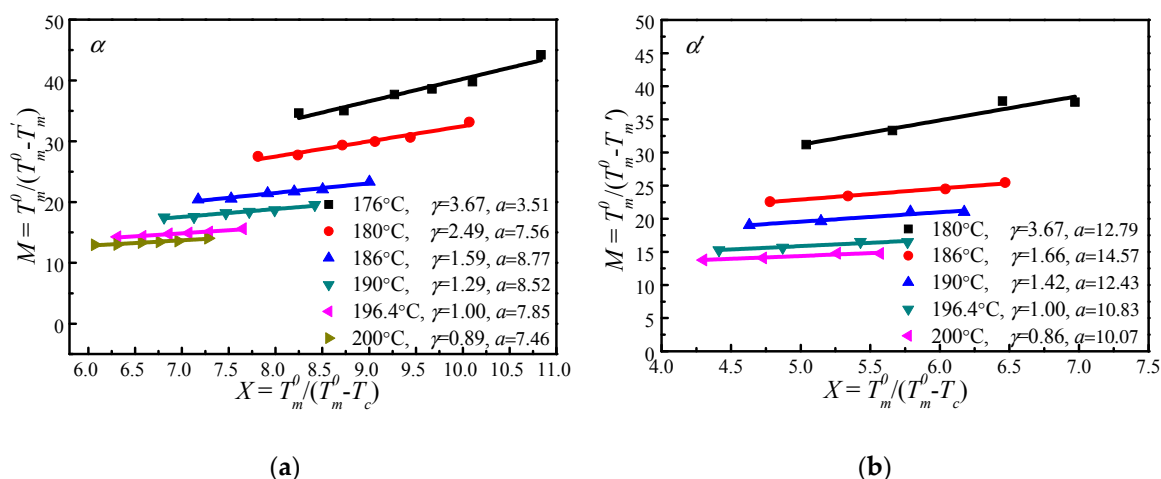 α
M = T⁰ₘ/(T⁰ₘ-T'ₘ)
50
40
30
20
10
0
176°C, γ=3.67, a=3.51
180°C, γ=2.49, a=7.56
186°C, γ=1.59, a=8.77
190°C, γ=1.29, a=8.52
196.4°C, γ=1.00, a=7.85
200°C, γ=0.89, a=7.46
6.0 6.5 7.0 7.5 8.0 8.5 9.0 9.5 10.0 10.5 11.0
X = T⁰ₘ/(T⁰ₘ-T_c)
(a)
α'
M = T⁰ₘ/(T⁰ₘ-Tₘ')
50
45
40
35
30
25
20
15
10
5
0
180°C, γ=3.67, a=12.79
186°C, γ=1.66, a=14.57
190°C, γ=1.42, a=12.43
196.4°C, γ=1.00, a=10.83
200°C, γ=0.86, a=10.07
4.0 4.5 5.0 5.5 6.0 6.5 7.0 7.5
X = T⁰ₘ/(T⁰ₘ-T_c)
(b)